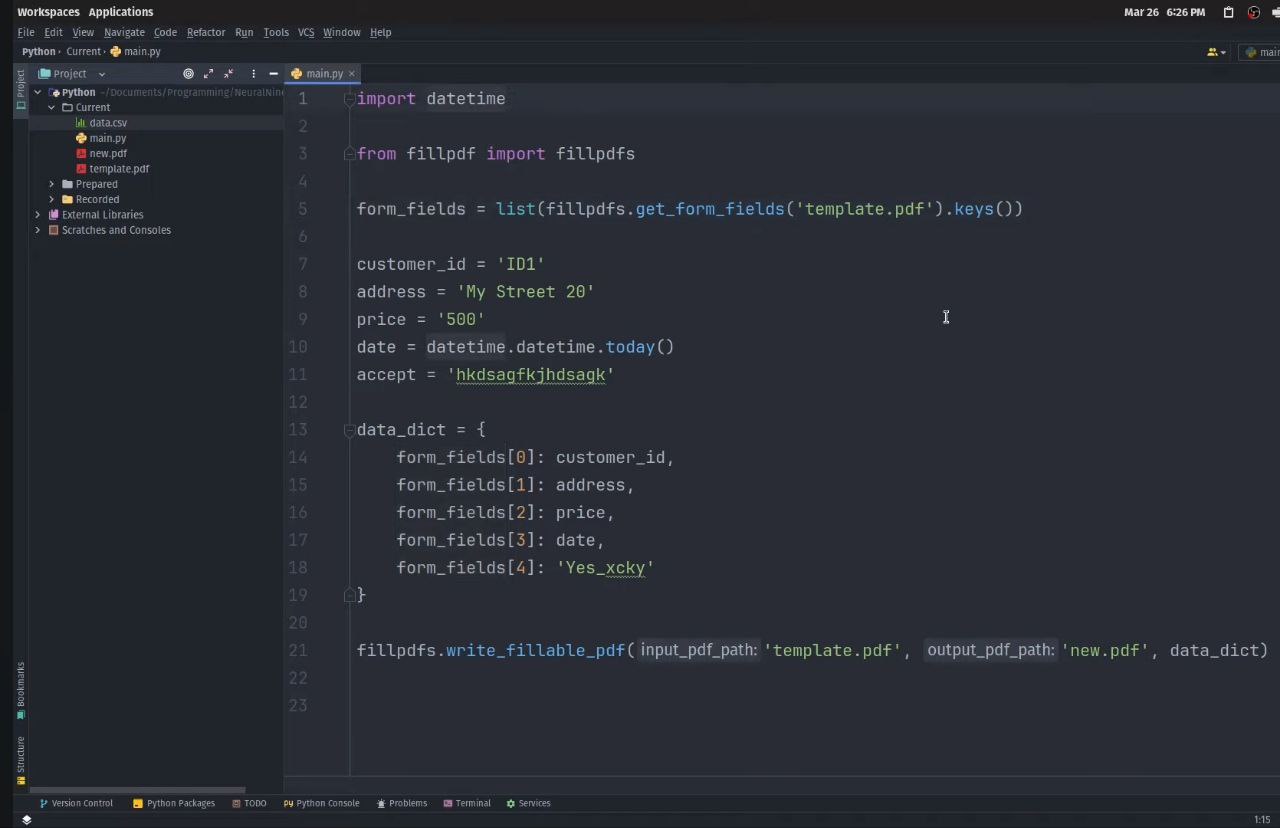 Workspaces Applications
Mar 26 6:26 PM
File Edit View Navigate Code Refactor Run Tools VCS Window Help
Python Current main.py
main
Project
Project
main.py
Python ~/Documents/Programming/NeuralNine
Current
data.csv
main.py
new.pdf
template.pdf
Prepared
Recorded
External Libraries
Scratches and Consoles
1 import datetime
2
3 from fillpdf import fillpdfs
4
5 form_fields = list(fillpdfs.get_form_fields('template.pdf').keys())
6
7 customer_id = 'ID1'
8 address = 'My Street 20'
9 price = '500'
10 date = datetime.datetime.today()
11 accept = 'hkdsagfkjhdsagk'
12
13 data_dict = {
14 form_fields[0]: customer_id,
15 form_fields[1]: address,
16 form_fields[2]: price,
17 form_fields[3]: date,
18 form_fields[4]: 'Yes_xcky'
19 }
20
21 fillpdfs.write_fillable_pdf( input_pdf_path: 'template.pdf', output_pdf_path: 'new.pdf', data_dict)
22
23
Bookmarks
Structure
Version Control Python Packages TODO Python Console Problems Terminal Services
1:15